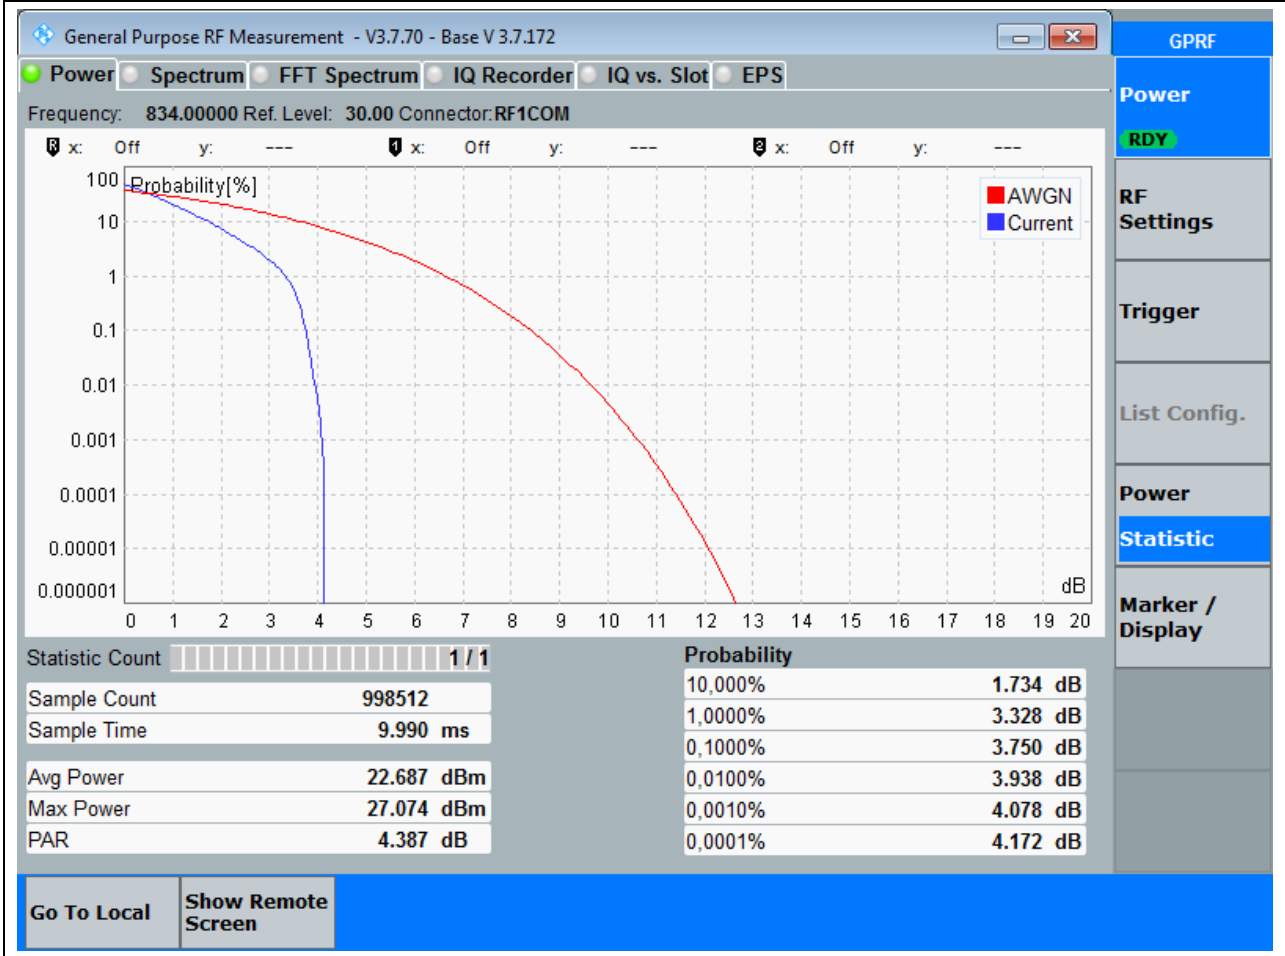 General Purpose RF Measurement - V3.7.70 - Base V 3.7.172
GPRF
Power Spectrum FFT Spectrum IQ Recorder IQ vs. Slot EPS
Frequency: 834.00000 Ref. Level: 30.00 Connector:RF1COM
R x: Off y: --- 1 x: Off y: --- 2 x: Off y: ---
Probability[%]
100
10
1
0.1
0.01
0.001
0.0001
0.00001
0.000001
AWGN
Current
dB
0 1 2 3 4 5 6 7 8 9 10 11 12 13 14 15 16 17 18 19 20
Statistic Count 1 / 1
Sample Count 998512
Sample Time 9.990 ms
Avg Power 22.687 dBm
Max Power 27.074 dBm
PAR 4.387 dB
Probability
10,000% 1.734 dB
1,0000% 3.328 dB
0,1000% 3.750 dB
0,0100% 3.938 dB
0,0010% 4.078 dB
0,0001% 4.172 dB
Power
RDY
RF
Settings
Trigger
List Config.
Power
Statistic
Marker /
Display
Go To Local
Show Remote
Screen